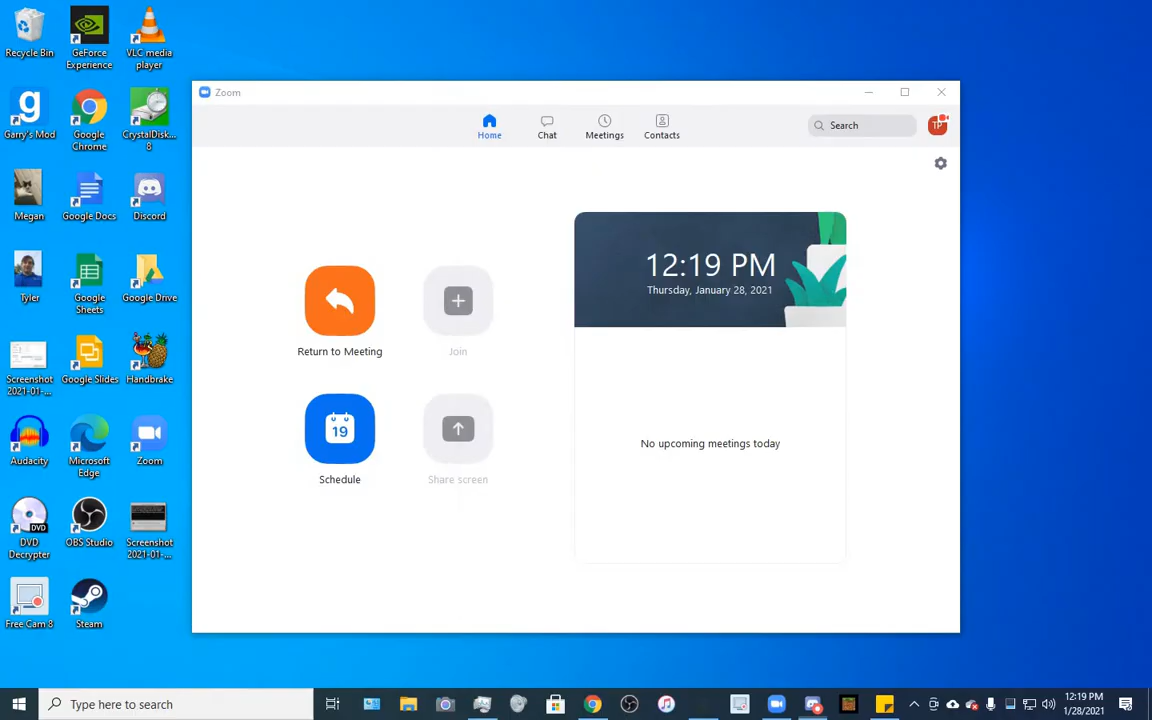 Recycle Bin
GeForce
Experience
VLC media
player
Garry's Mod
Google
Chrome
CrystalDisk...
8
Megan
Google Docs
Discord
Tyler
Google
Sheets
Google Drive
Screenshot
2021-01-...
Google Slides
Handbrake
Audacity
Microsoft
Edge
Zoom
DVD
DVD
Decrypter
OBS Studio
Screenshot
2021-01-...
Free Cam 8
Steam
Zoom
Home
Chat
Meetings
Contacts
Search
TP
Return to Meeting
Join
19
Schedule
Share screen
12:19 PM
Thursday, January 28, 2021
No upcoming meetings today
Type here to search
12:19 PM
1/28/2021